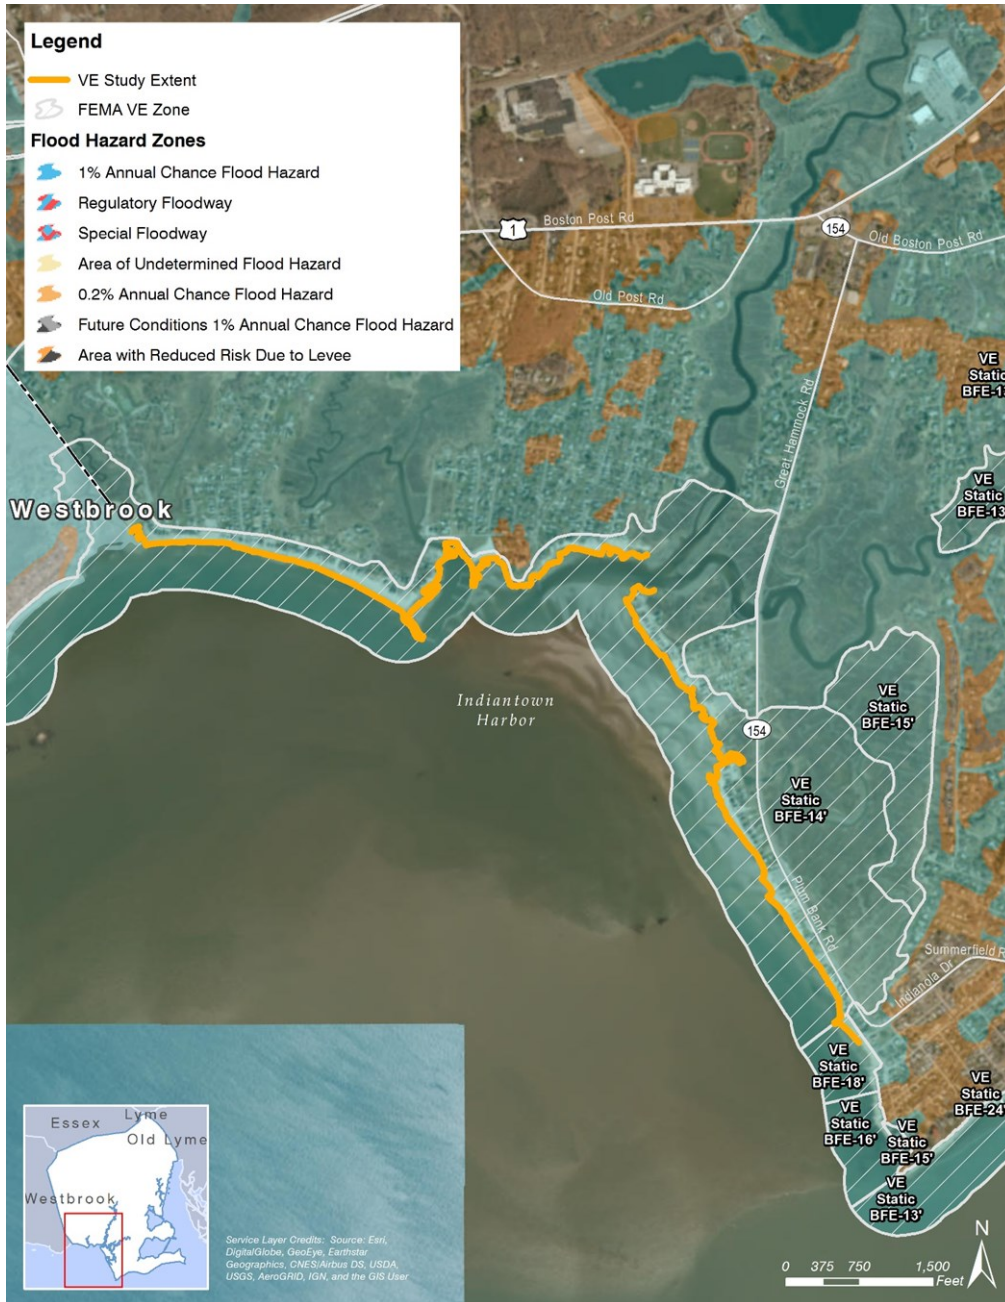 Legend
VE Study Extent
FEMA VE Zone
Flood Hazard Zones
1% Annual Chance Flood Hazard
Regulatory Floodway
Special Floodway
Area of Undetermined Flood Hazard
0.2% Annual Chance Flood Hazard
Future Conditions 1% Annual Chance Flood Hazard
Area with Reduced Risk Due to Levee
1
Boston Post Rd
154
Old Boston Post Rd
Old Post Rd
Great Hammock Rd
VE
Static
VE
Static
BFE-13'
Westbrook
Indiantown
Harbor
VE
Static
BFE-15'
154
VE
Static
BFE-14'
Plum Bank Rd
Summerfield R
Indianola Dr
VE
Static
BFE-18'
VE
Static
BFE-24'
VE
Static
BFE-16'
VE
Static
BFE-15'
VE
Static
BFE-13'
Essex
Lyme
Old Lyme
Westbrook
Service Layer Credits: Source: Esri,
DigitalGlobe, GeoEye, Earthstar
Geographics, CNES/Airbus DS, USDA,
USGS, AeroGRID, IGN, and the GIS User
N
0 375 750 1,500
Feet